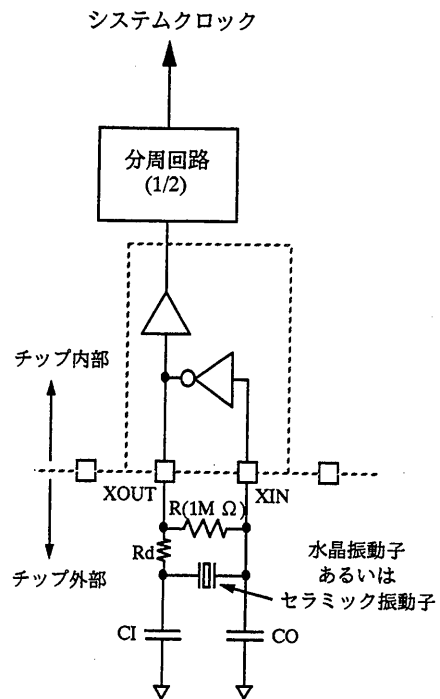 システムクロック
分周回路
(1/2)
チップ内部
XOUT
XIN
R(1M Ω)
Rd
チップ外部
水晶振動子
あるいは
セラミック振動子
CI
CO